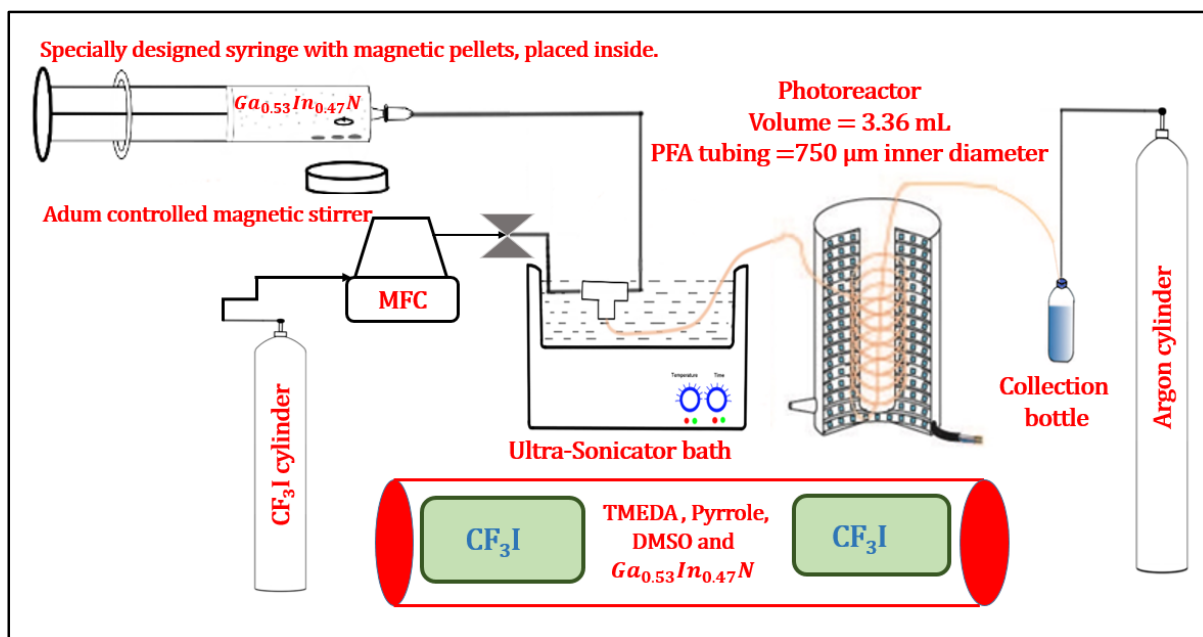 Specially designed syringe with magnetic pellets, placed inside.
Ga₀.₅₃In₀.₄₇N
Photoreactor
Volume = 3.36 mL
PFA tubing =750 µm inner diameter
Adum controlled magnetic stirrer
MFC
CF₃I cylinder
Temperature
Time
Ultra-Sonicator bath
Collection
bottle
Argon cylinder
CF₃I
TMEDA , Pyrrole,
DMSO and
Ga₀.₅₃In₀.₄₇N
CF₃I